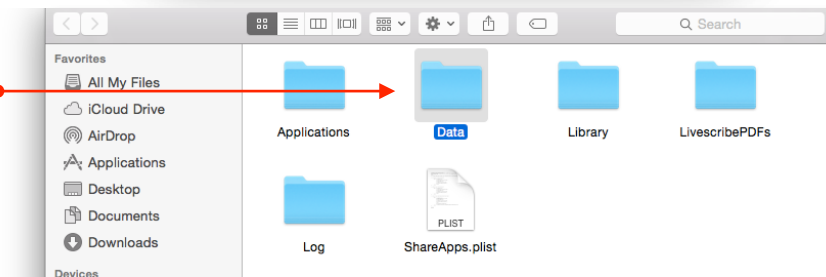 Search
Favorites
All My Files
iCloud Drive
AirDrop
Applications
Desktop
Documents
Downloads
Devices
Applications
Data
Library
LivescribePDFs
PLIST
Log
ShareApps.plist